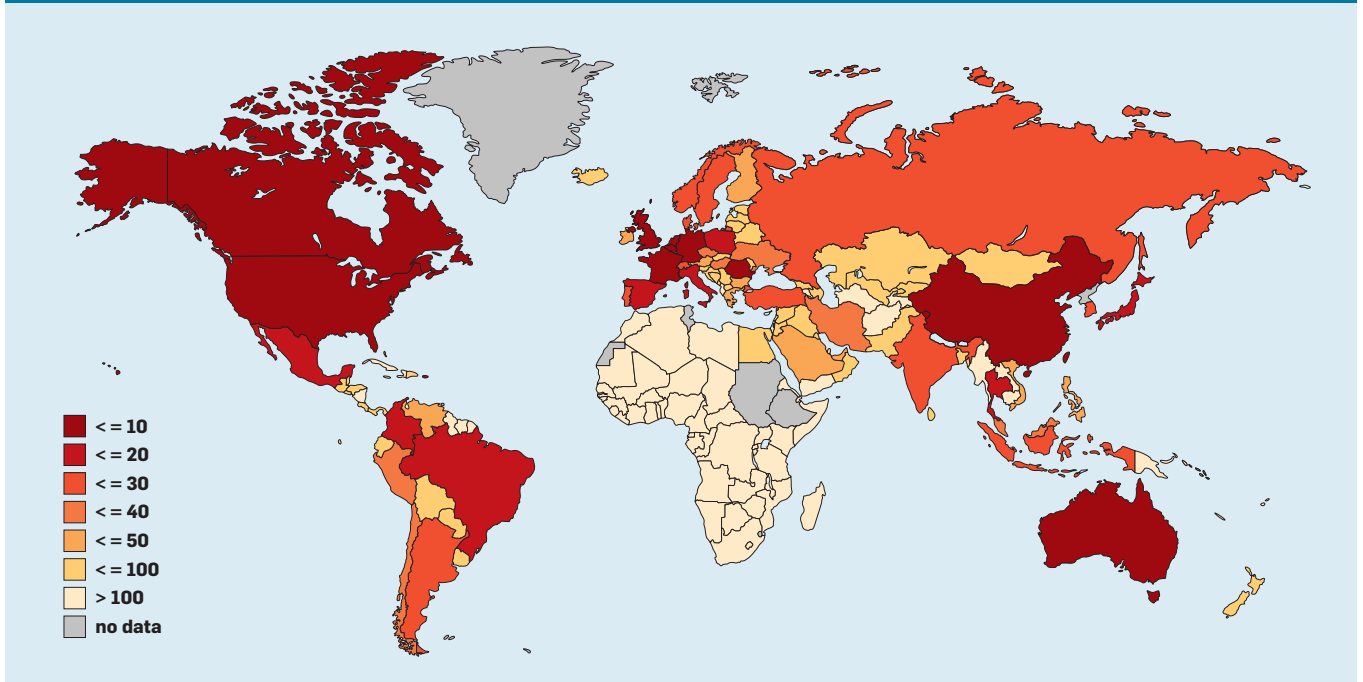 < = 10
< = 20
< = 30
< = 40
< = 50
< = 100
> 100
no data